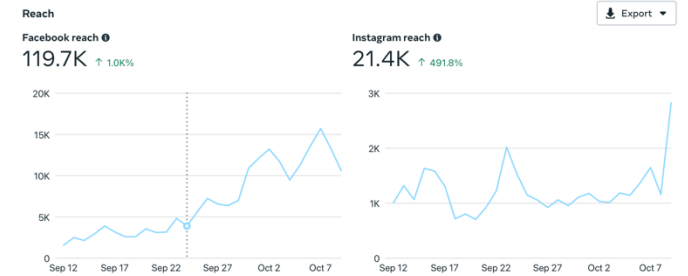 Reach
Export
Facebook reach
Instagram reach
119.7K ↑ 1.0K%
21.4K ↑ 491.8%
20K
15K
10K
5K
0
Sep 12 Sep 17 Sep 22 Sep 27 Oct 2 Oct 7
3K
2K
1K
0
Sep 12 Sep 17 Sep 22 Sep 27 Oct 2 Oct 7